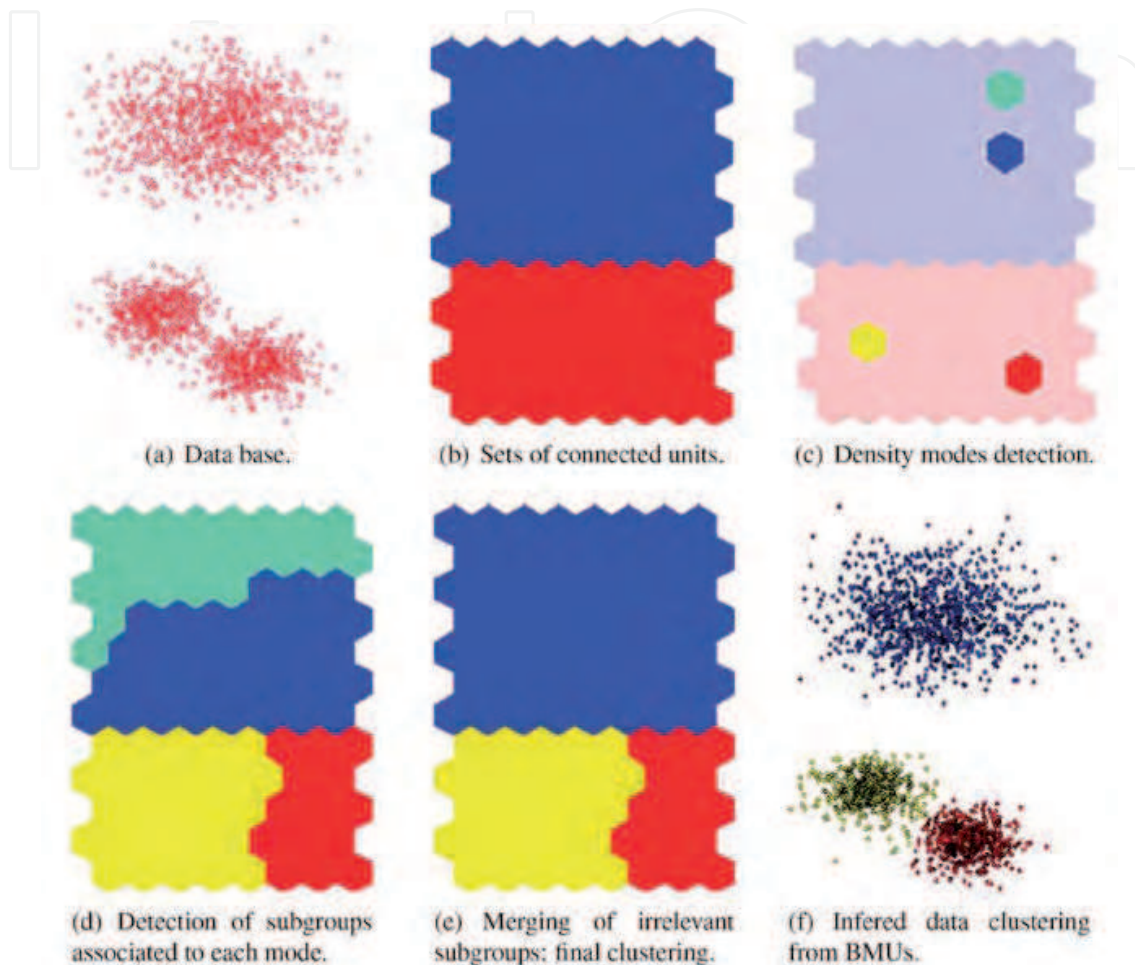 (a) Data base.
(b) Sets of connected units.
(c) Density modes detection.
(d) Detection of subgroups
associated to each mode.
(e) Merging of irrelevant
subgroups: final clustering.
(f) Infered data clustering
from BMUs.